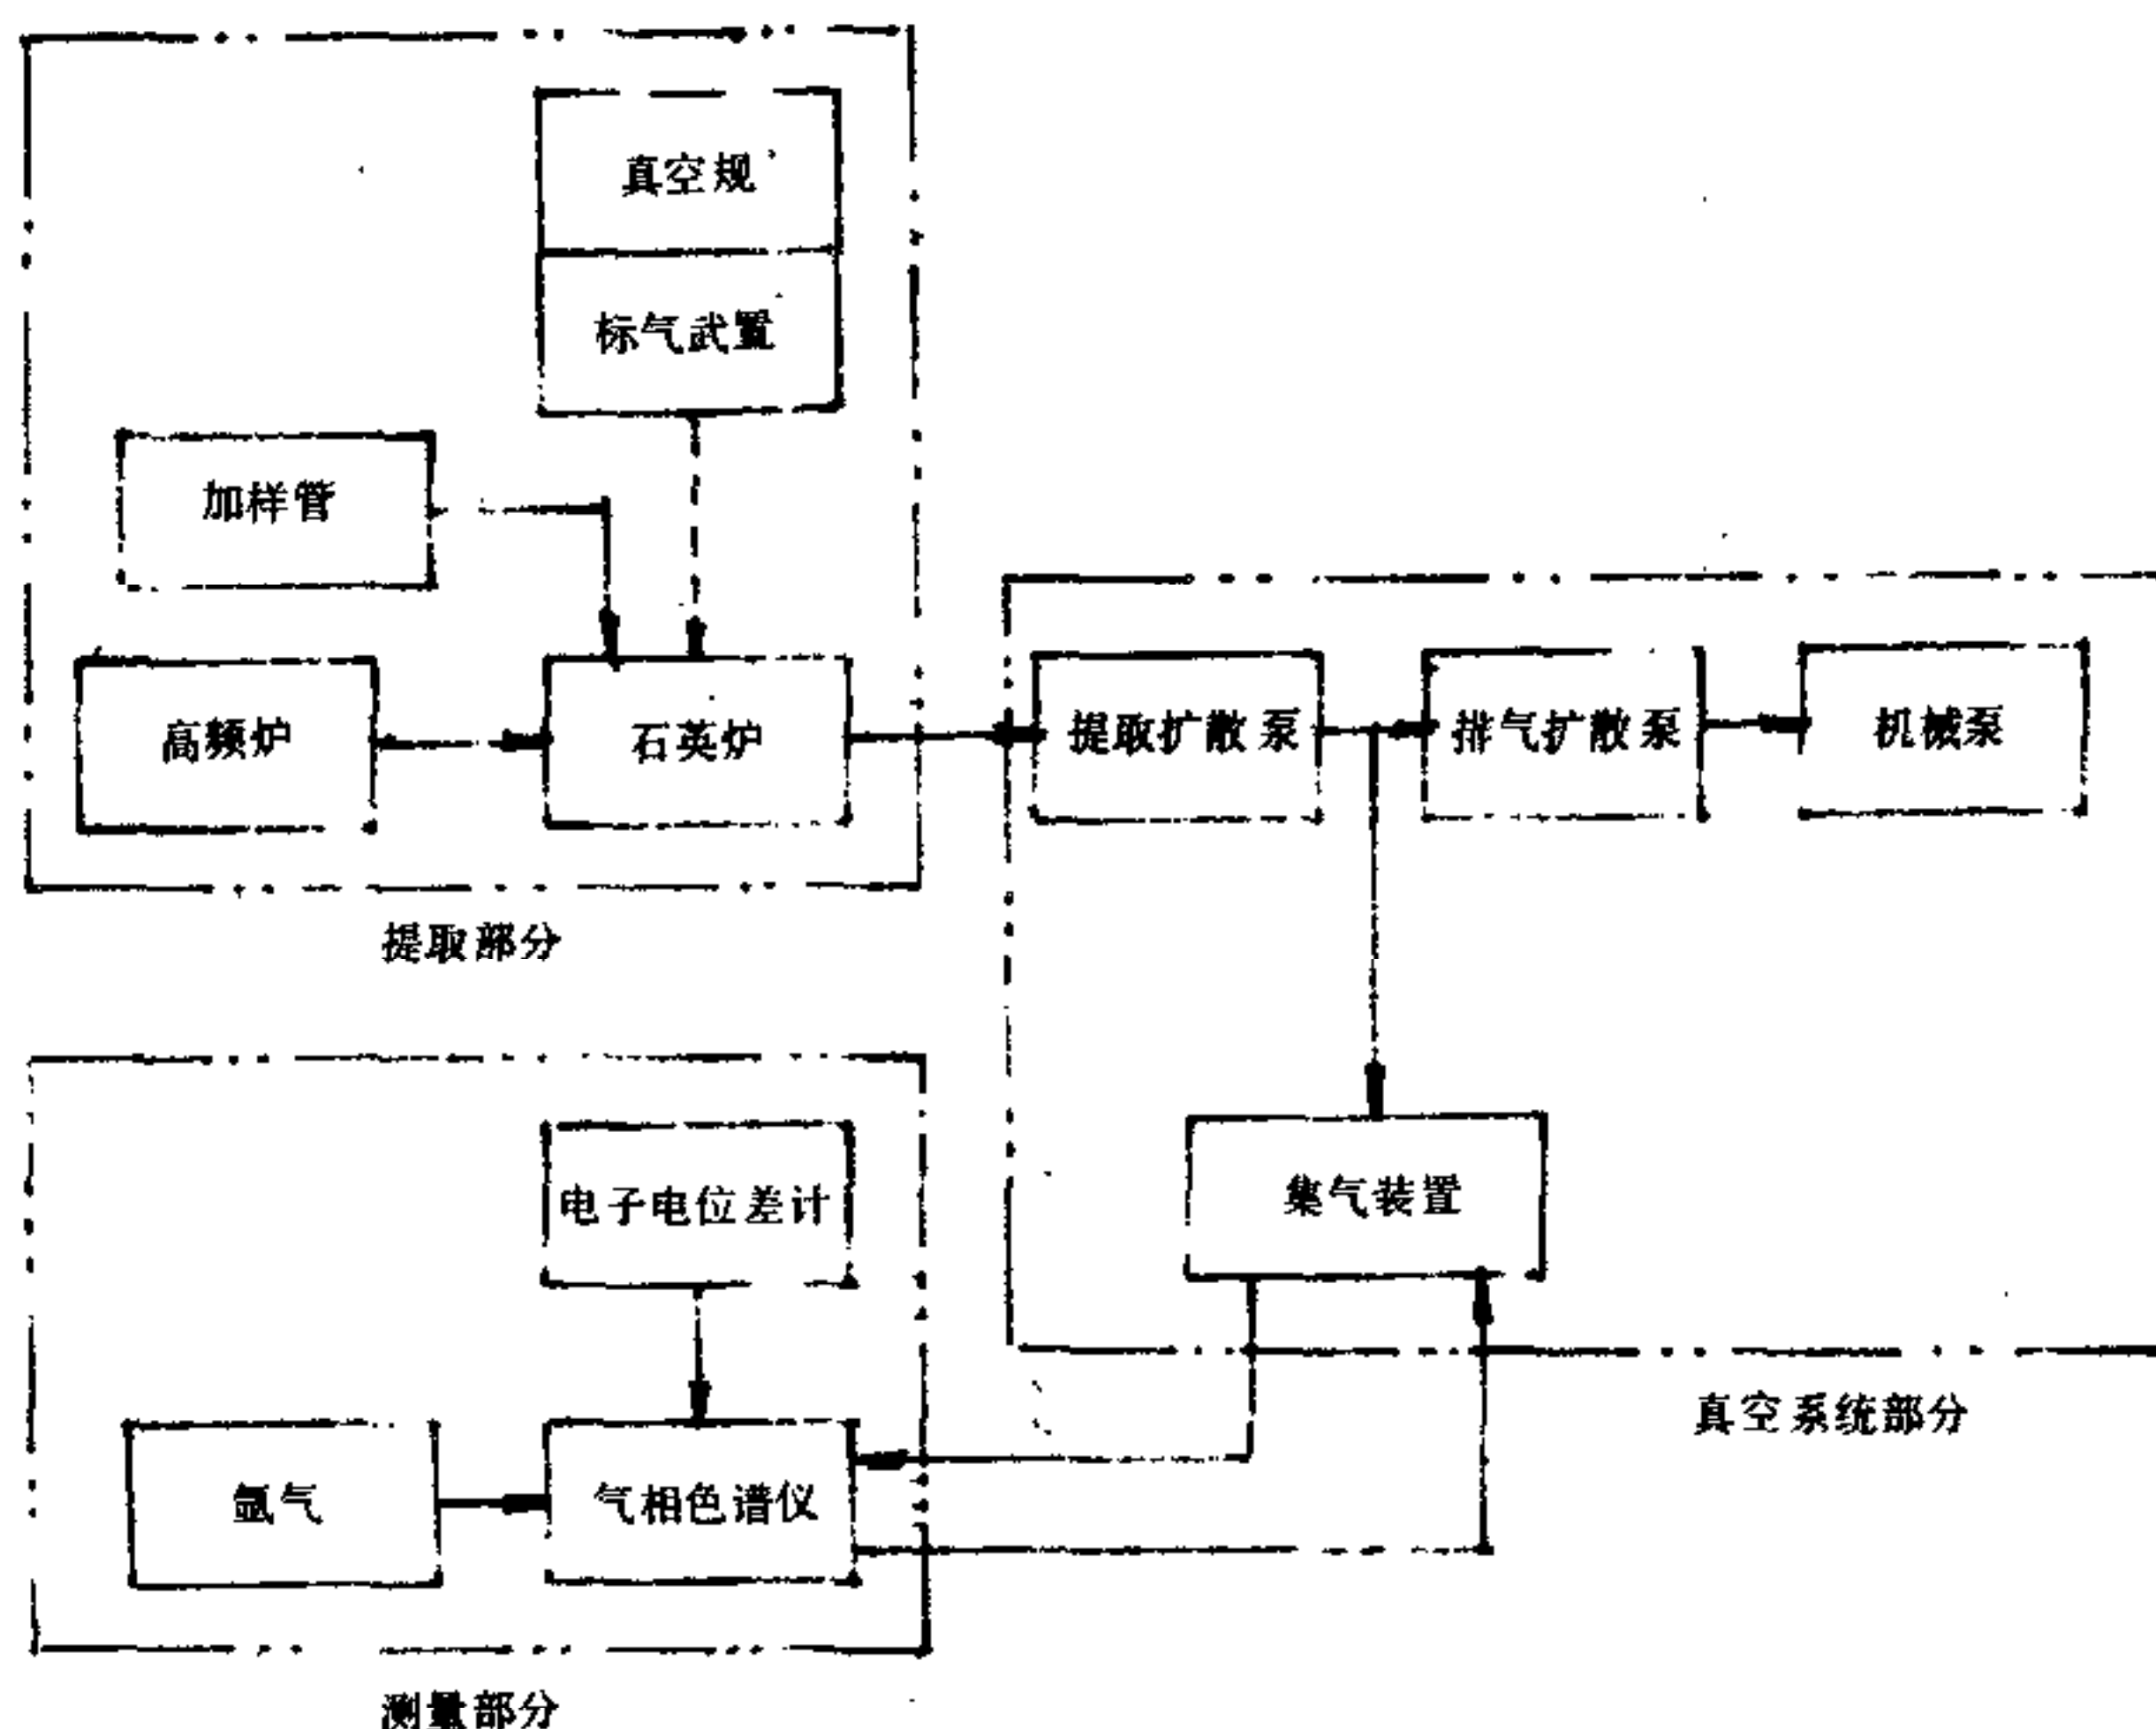 真空规
标气武置
加样管
高频炉
石英炉
提取扩散泵
排气扩散泵
机械泵
提取部分
电子电位差计
集气装置
氩气
气相色谱仪
真空系统部分
测量部分